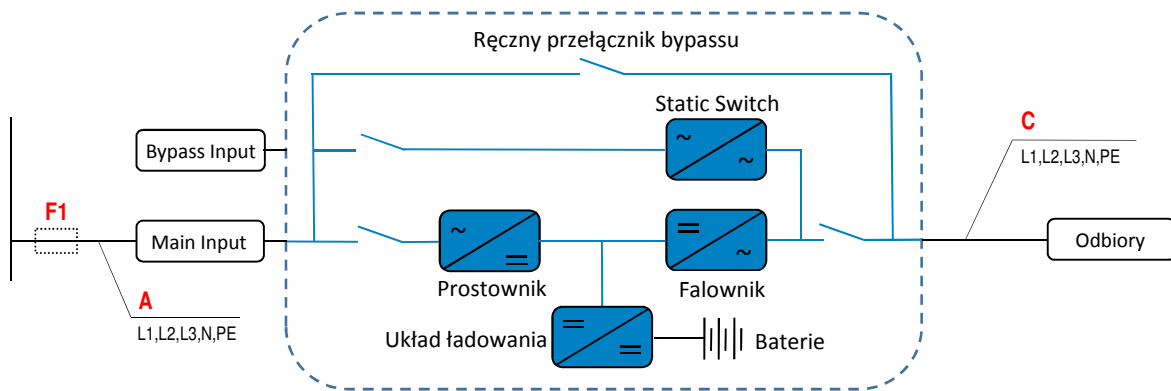 Ręczny przełącznik bypassu
Static Switch
~
~
Bypass Input
C
L1,L2,L3,N,PE
F1
Main Input
~
~
Odbiory
Prostownik
Falownik
A
L1,L2,L3,N,PE
Układ ładowania
Baterie